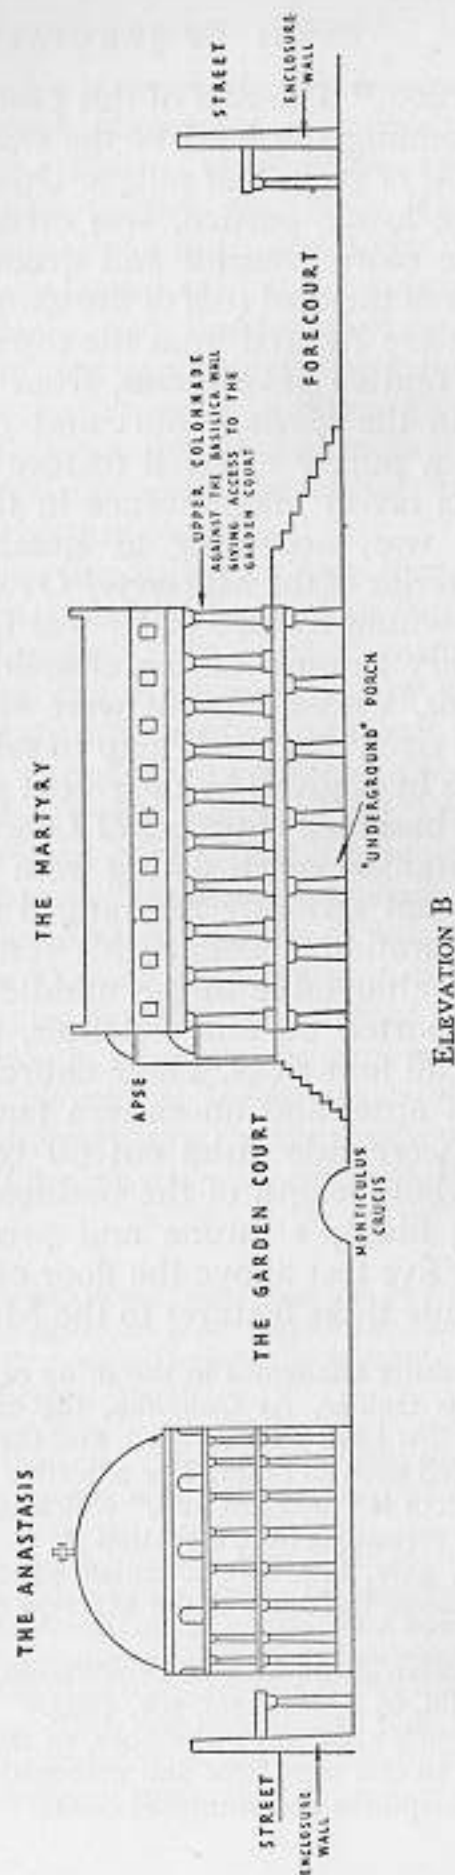 THE ANASTASIS
THE MARTYRY
STREET
ENCLOSURE
WALL
THE GARDEN COURT
MONTICULUS
CRUCIS
APSE
UPPER COLONNADE
AGAINST THE BASILICA WALL
GIVING ACCESS TO THE
GARDEN COURT
"UNDERGROUND" PORCH
FORECOURT
STREET
ENCLOSURE
WALL
ELEVATION B